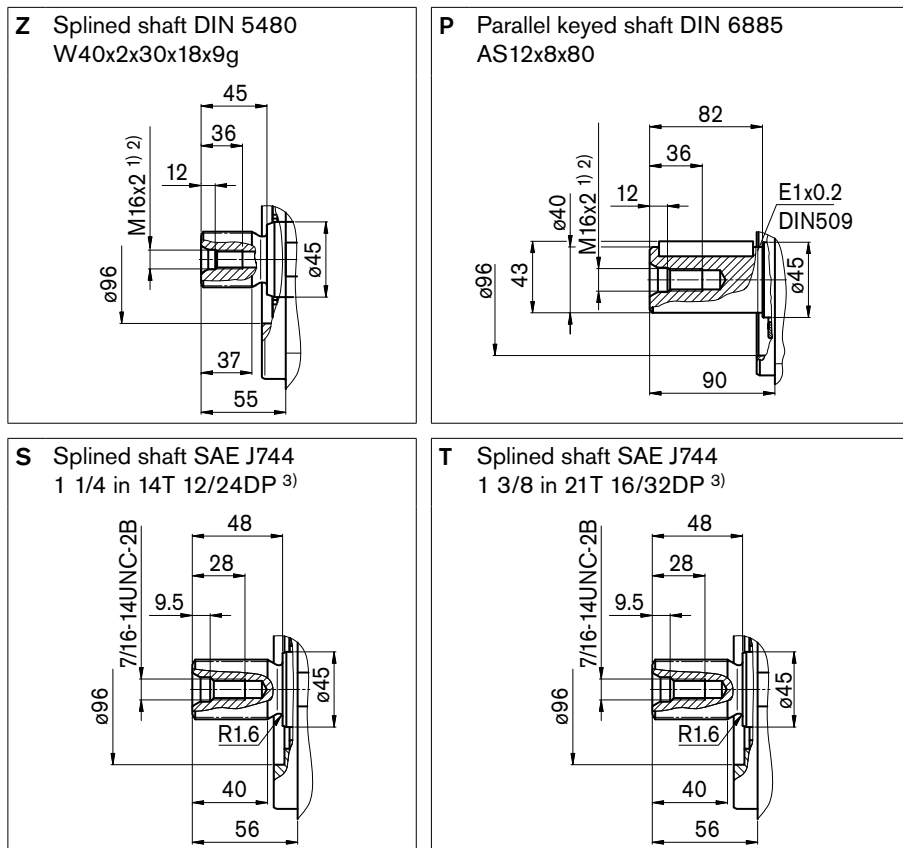 Z Splined shaft DIN 5480
W40x2x30x18x9g
45
36
12
M16x2 1) 2)
ø96
ø45
37
55
P Parallel keyed shaft DIN 6885
AS12x8x80
82
36
12
M16x2 1) 2)
ø40
E1x0.2
DIN509
43
ø96
ø45
90
S Splined shaft SAE J744
1 1/4 in 14T 12/24DP 3)
48
28
9.5
7/16-14UNC-2B
ø96
ø45
R1.6
40
56
T Splined shaft SAE J744
1 3/8 in 21T 16/32DP 3)
48
28
9.5
7/16-14UNC-2B
ø96
ø45
R1.6
40
56